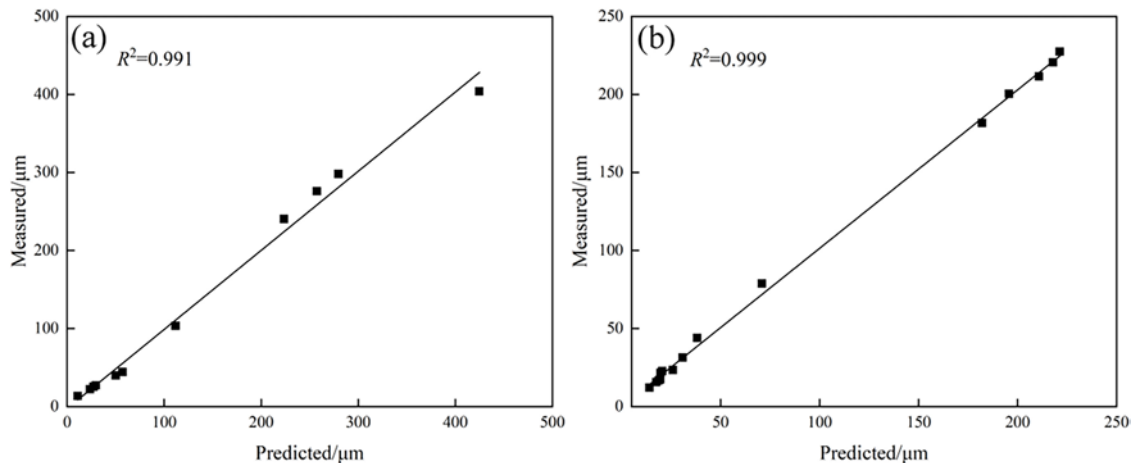 (a)
R²=0.991
500
400
300
200
100
0
Measured/μm
0 100 200 300 400 500
Predicted/μm
(b)
R²=0.999
250
200
150
100
50
0
Measured/μm
50 100 150 200 250
Predicted/μm